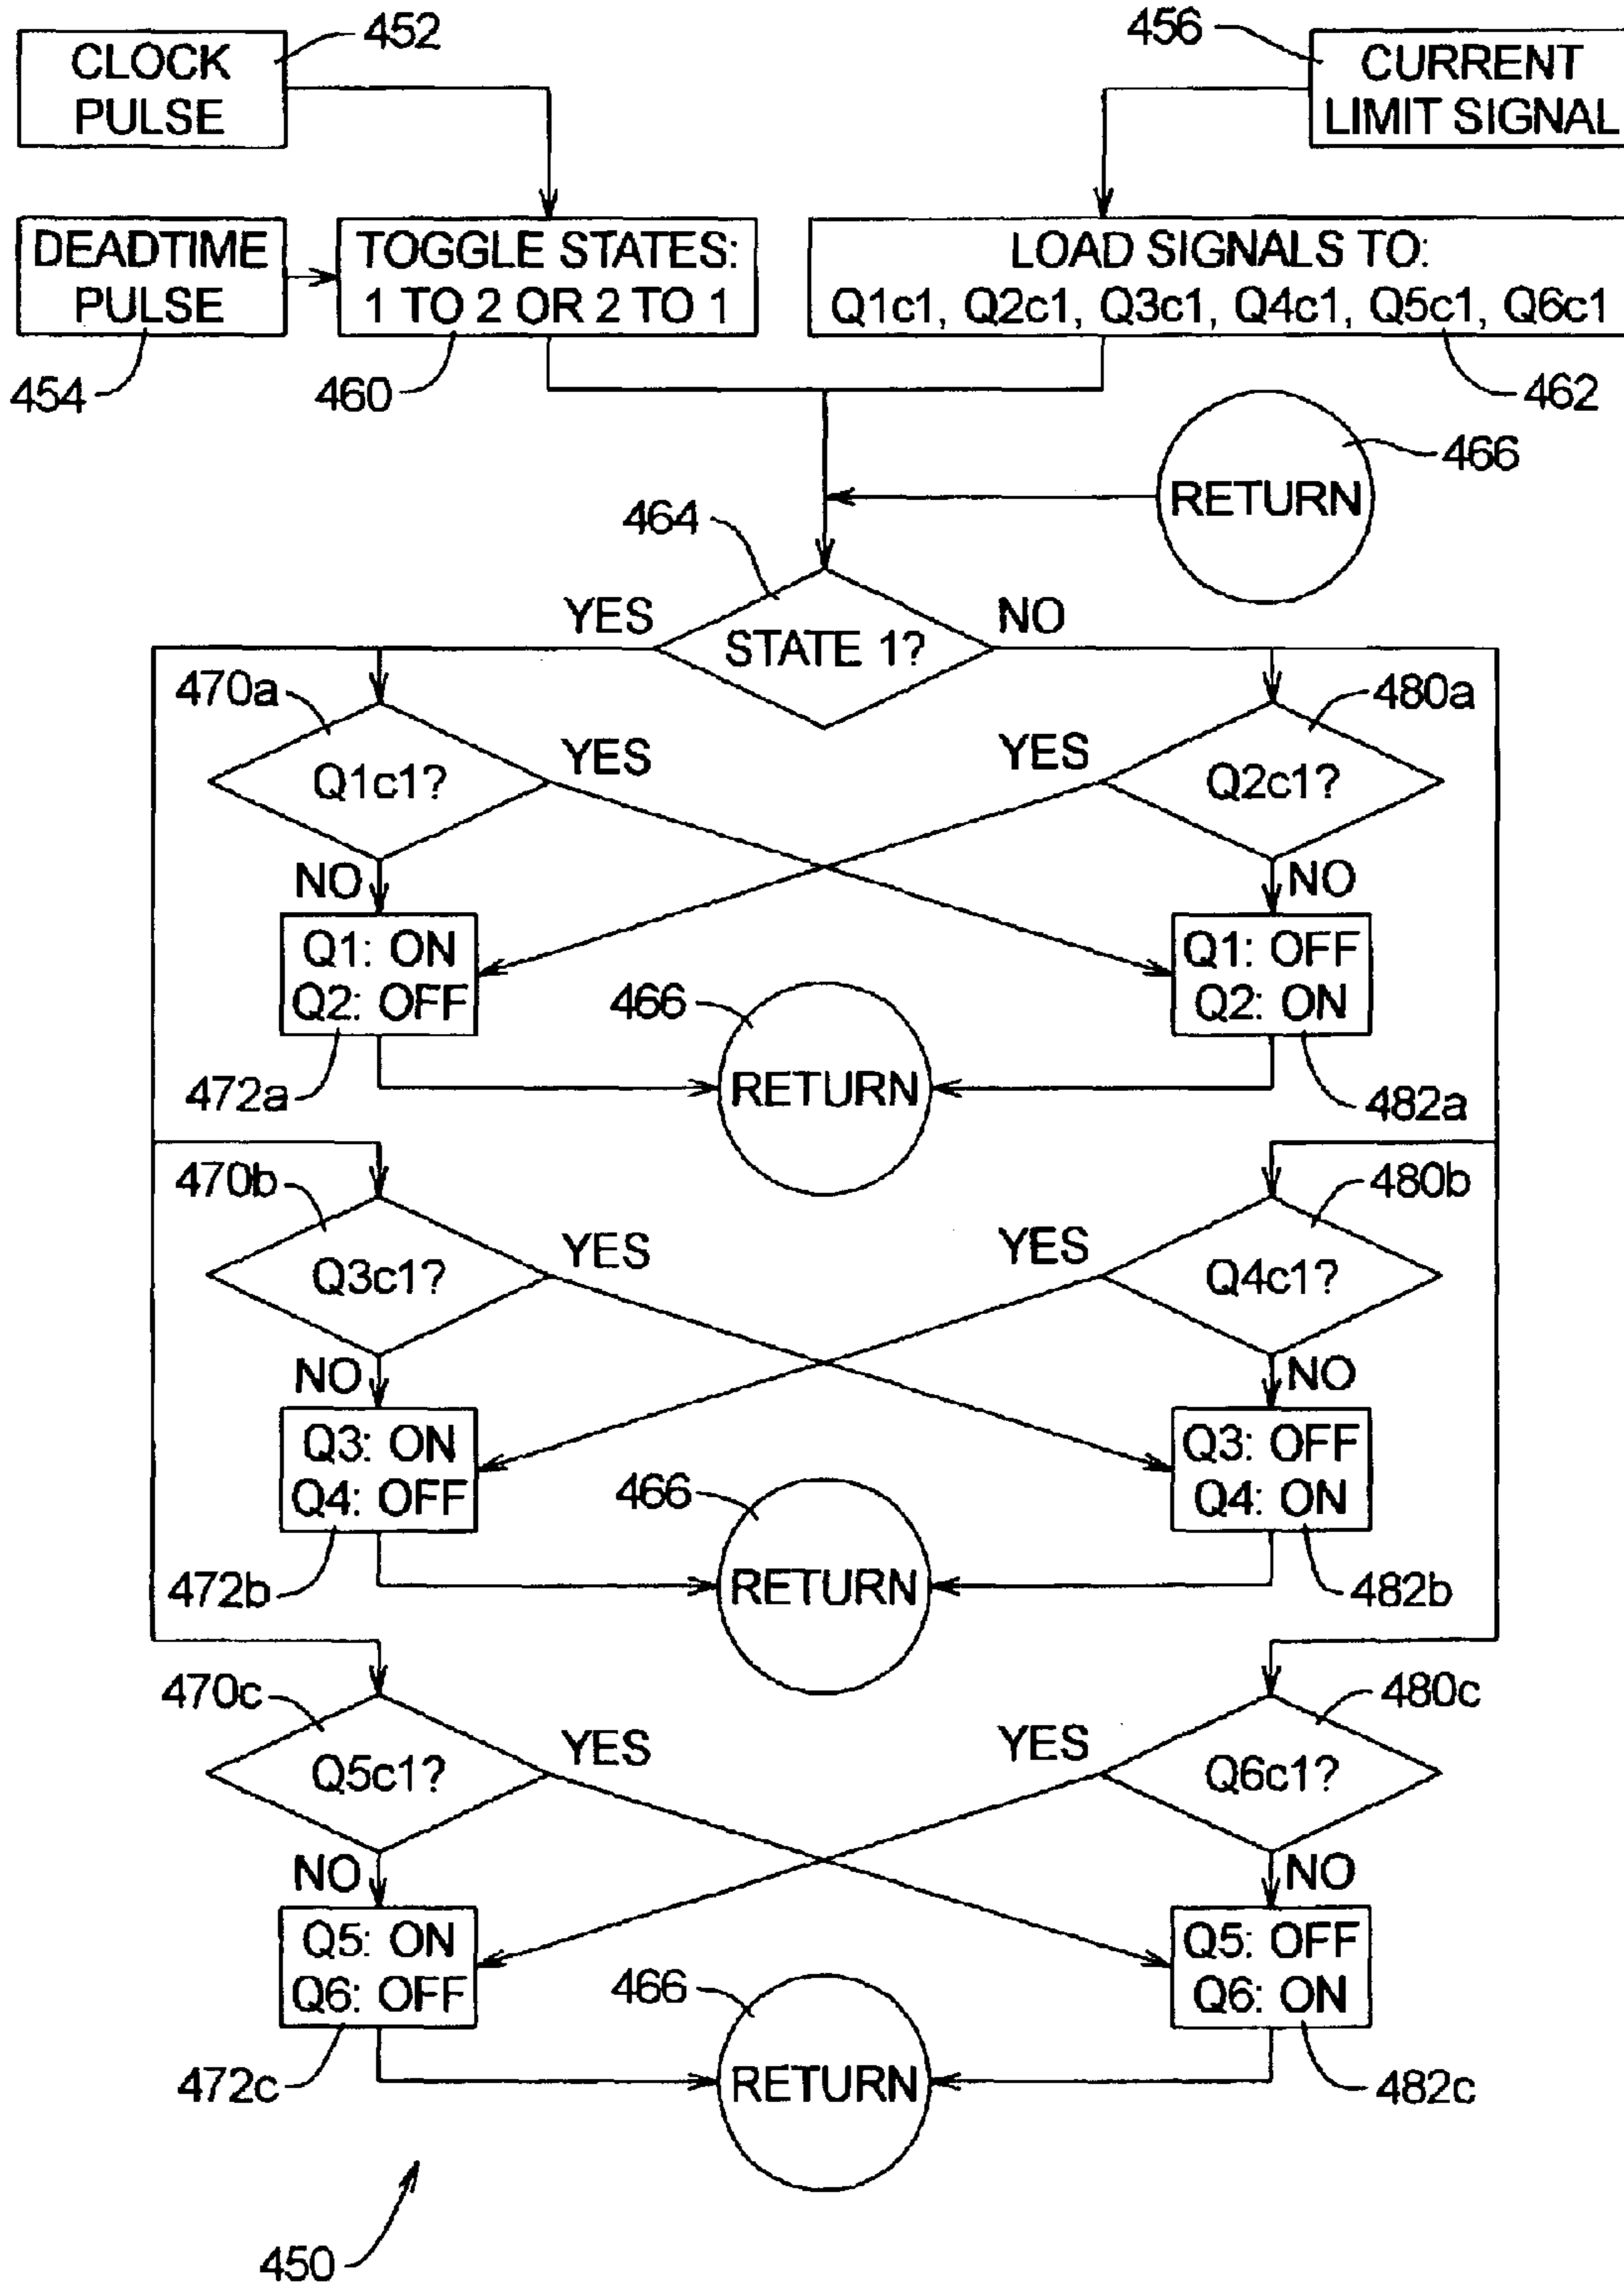 452
456
CLOCK
PULSE
CURRENT
LIMIT SIGNAL
DEADTIME
PULSE
TOGGLE STATES:
1 TO 2 OR 2 TO 1
LOAD SIGNALS TO:
Q1c1, Q2c1, Q3c1, Q4c1, Q5c1, Q6c1
454
460
462
466
RETURN
464
YES
NO
STATE 1?
470a
480a
YES
YES
Q1c1?
Q2c1?
NO
NO
Q1: ON
Q2: OFF
Q1: OFF
Q2: ON
466
RETURN
472a
482a
470b
480b
YES
YES
Q3c1?
Q4c1?
NO
NO
Q3: ON
Q4: OFF
Q3: OFF
Q4: ON
466
RETURN
472b
482b
470c
480c
YES
YES
Q5c1?
Q6c1?
NO
NO
Q5: ON
Q6: OFF
Q5: OFF
Q6: ON
466
RETURN
472c
482c
450